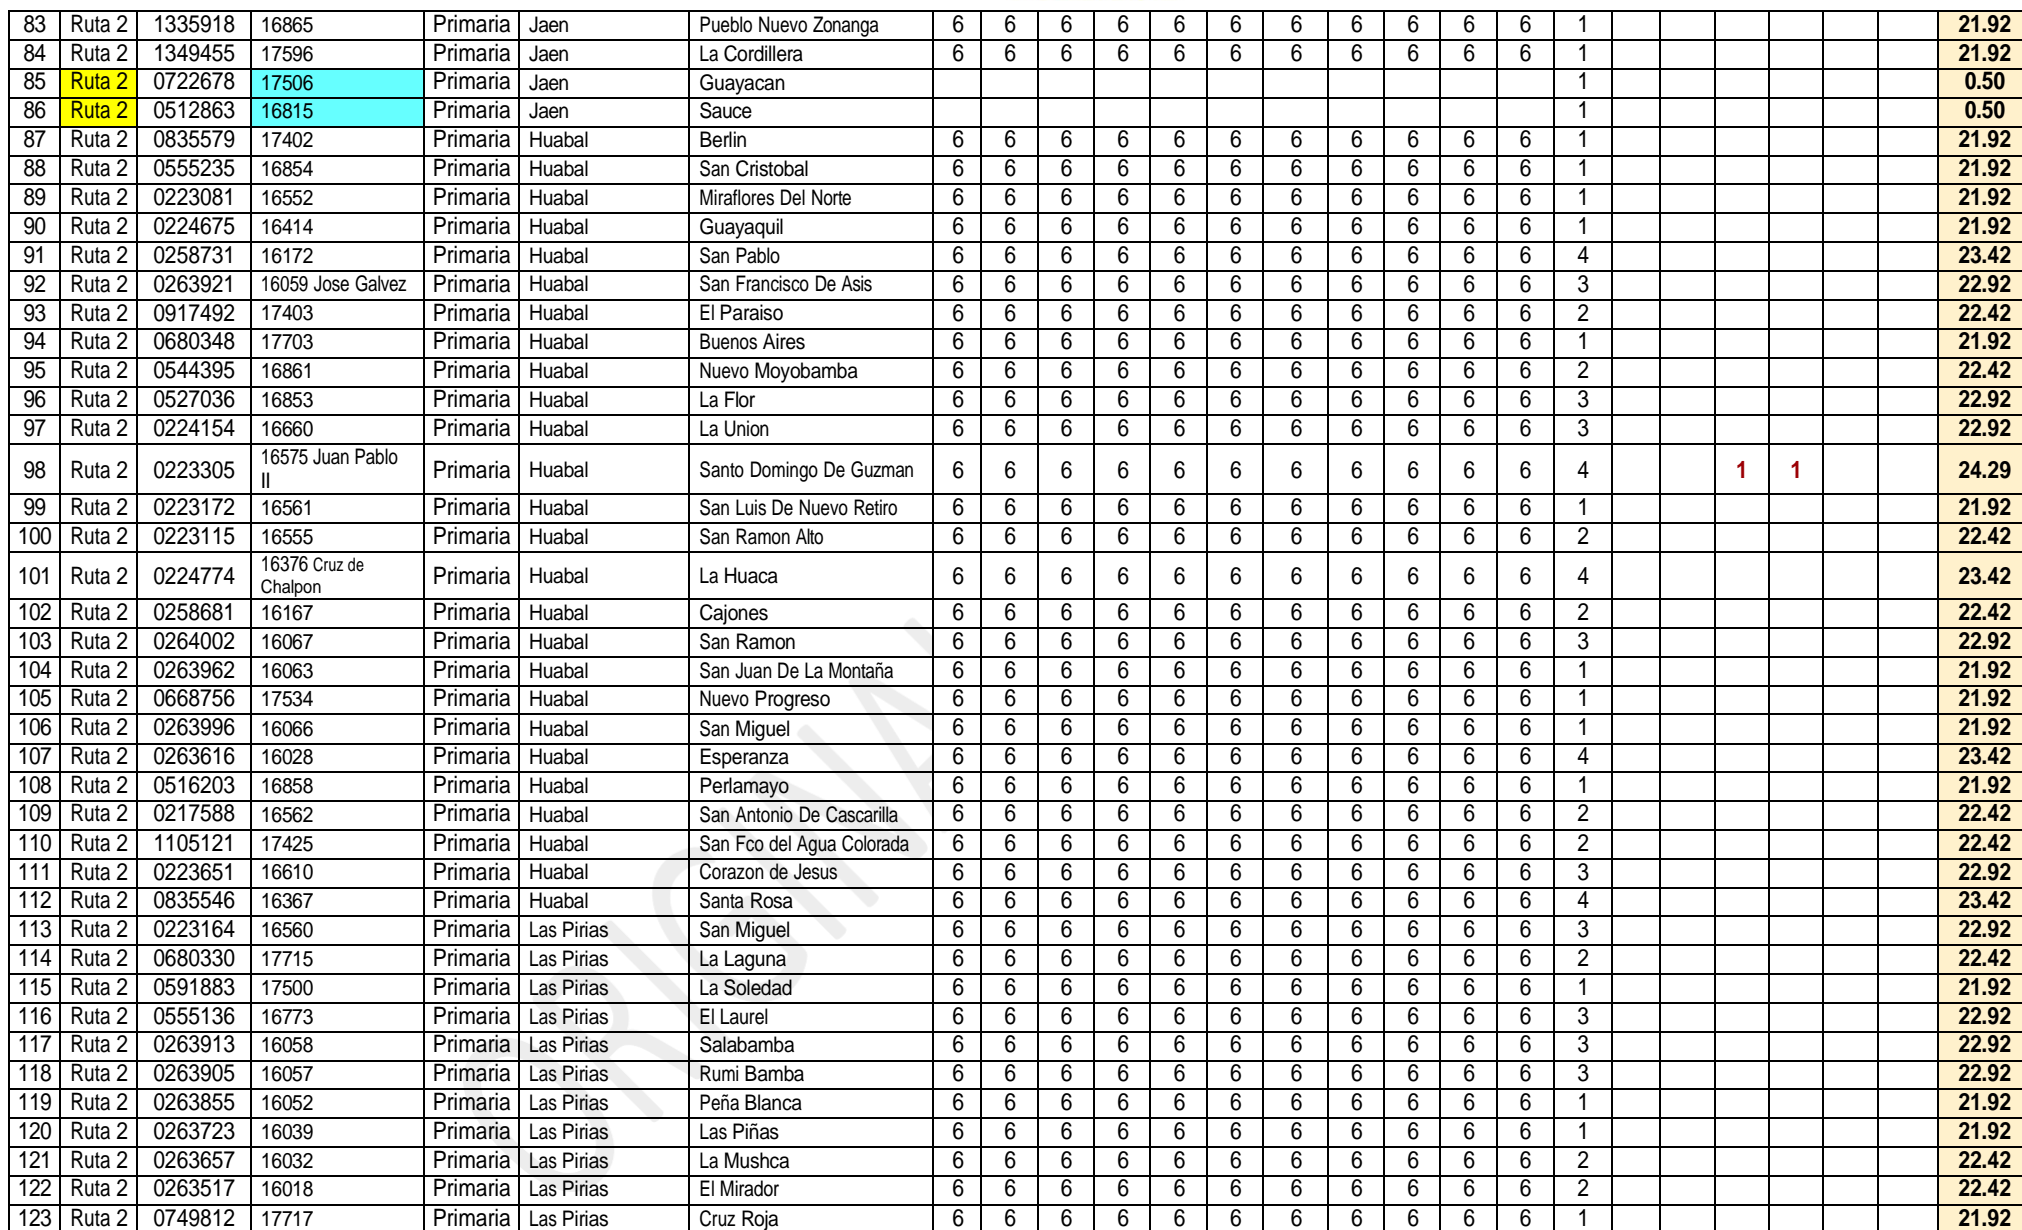 83 Ruta 2 1335918 16865 Primaria Jaen Pueblo Nuevo Zonanga 6 6 6 6 6 6 6 6 6 6 6 1 21.92
84 Ruta 2 1349455 17596 Primaria Jaen La Cordillera 6 6 6 6 6 6 6 6 6 6 6 1 21.92
85 Ruta 2 0722678 17506 Primaria Jaen Guayacan 1 0.50
86 Ruta 2 0512863 16815 Primaria Jaen Sauce 1 0.50
87 Ruta 2 0835579 17402 Primaria Huabal Berlin 6 6 6 6 6 6 6 6 6 6 6 1 21.92
88 Ruta 2 0555235 16854 Primaria Huabal San Cristobal 6 6 6 6 6 6 6 6 6 6 6 1 21.92
89 Ruta 2 0223081 16552 Primaria Huabal Miraflores Del Norte 6 6 6 6 6 6 6 6 6 6 6 1 21.92
90 Ruta 2 0224675 16414 Primaria Huabal Guayaquil 6 6 6 6 6 6 6 6 6 6 6 1 21.92
91 Ruta 2 0258731 16172 Primaria Huabal San Pablo 6 6 6 6 6 6 6 6 6 6 6 4 23.42
92 Ruta 2 0263921 16059 Jose Galvez Primaria Huabal San Francisco De Asis 6 6 6 6 6 6 6 6 6 6 6 3 22.92
93 Ruta 2 0917492 17403 Primaria Huabal El Paraiso 6 6 6 6 6 6 6 6 6 6 6 2 22.42
94 Ruta 2 0680348 17703 Primaria Huabal Buenos Aires 6 6 6 6 6 6 6 6 6 6 6 1 21.92
95 Ruta 2 0544395 16861 Primaria Huabal Nuevo Moyobamba 6 6 6 6 6 6 6 6 6 6 6 2 22.42
96 Ruta 2 0527036 16853 Primaria Huabal La Flor 6 6 6 6 6 6 6 6 6 6 6 3 22.92
97 Ruta 2 0224154 16660 Primaria Huabal La Union 6 6 6 6 6 6 6 6 6 6 6 3 22.92
98 Ruta 2 0223305 16575 Juan Pablo
II Primaria Huabal Santo Domingo De Guzman 6 6 6 6 6 6 6 6 6 6 6 4 1 1 24.29
99 Ruta 2 0223172 16561 Primaria Huabal San Luis De Nuevo Retiro 6 6 6 6 6 6 6 6 6 6 6 1 21.92
100 Ruta 2 0223115 16555 Primaria Huabal San Ramon Alto 6 6 6 6 6 6 6 6 6 6 6 2 22.42
101 Ruta 2 0224774 16376 Cruz de
Chalpon Primaria Huabal La Huaca 6 6 6 6 6 6 6 6 6 6 6 4 23.42
102 Ruta 2 0258681 16167 Primaria Huabal Cajones 6 6 6 6 6 6 6 6 6 6 6 2 22.42
103 Ruta 2 0264002 16067 Primaria Huabal San Ramon 6 6 6 6 6 6 6 6 6 6 6 3 22.92
104 Ruta 2 0263962 16063 Primaria Huabal San Juan De La Montaña 6 6 6 6 6 6 6 6 6 6 6 1 21.92
105 Ruta 2 0668756 17534 Primaria Huabal Nuevo Progreso 6 6 6 6 6 6 6 6 6 6 6 1 21.92
106 Ruta 2 0263996 16066 Primaria Huabal San Miguel 6 6 6 6 6 6 6 6 6 6 6 1 21.92
107 Ruta 2 0263616 16028 Primaria Huabal Esperanza 6 6 6 6 6 6 6 6 6 6 6 4 23.42
108 Ruta 2 0516203 16858 Primaria Huabal Perlamayo 6 6 6 6 6 6 6 6 6 6 6 1 21.92
109 Ruta 2 0217588 16562 Primaria Huabal San Antonio De Cascarilla 6 6 6 6 6 6 6 6 6 6 6 2 22.42
110 Ruta 2 1105121 17425 Primaria Huabal San Fco del Agua Colorada 6 6 6 6 6 6 6 6 6 6 6 2 22.42
111 Ruta 2 0223651 16610 Primaria Huabal Corazon de Jesus 6 6 6 6 6 6 6 6 6 6 6 3 22.92
112 Ruta 2 0835546 16367 Primaria Huabal Santa Rosa 6 6 6 6 6 6 6 6 6 6 6 4 23.42
113 Ruta 2 0223164 16560 Primaria Las Pirias San Miguel 6 6 6 6 6 6 6 6 6 6 6 3 22.92
114 Ruta 2 0680330 17715 Primaria Las Pirias La Laguna 6 6 6 6 6 6 6 6 6 6 6 2 22.42
115 Ruta 2 0591883 17500 Primaria Las Pirias La Soledad 6 6 6 6 6 6 6 6 6 6 6 1 21.92
116 Ruta 2 0555136 16773 Primaria Las Pirias El Laurel 6 6 6 6 6 6 6 6 6 6 6 3 22.92
117 Ruta 2 0263913 16058 Primaria Las Pirias Salabamba 6 6 6 6 6 6 6 6 6 6 6 3 22.92
118 Ruta 2 0263905 16057 Primaria Las Pirias Rumi Bamba 6 6 6 6 6 6 6 6 6 6 6 3 22.92
119 Ruta 2 0263855 16052 Primaria Las Pirias Peña Blanca 6 6 6 6 6 6 6 6 6 6 6 1 21.92
120 Ruta 2 0263723 16039 Primaria Las Pirias Las Piñas 6 6 6 6 6 6 6 6 6 6 6 1 21.92
121 Ruta 2 0263657 16032 Primaria Las Pirias La Mushca 6 6 6 6 6 6 6 6 6 6 6 2 22.42
122 Ruta 2 0263517 16018 Primaria Las Pirias El Mirador 6 6 6 6 6 6 6 6 6 6 6 2 22.42
123 Ruta 2 0749812 17717 Primaria Las Pirias Cruz Roja 6 6 6 6 6 6 6 6 6 6 6 1 21.92
ORIGINAL